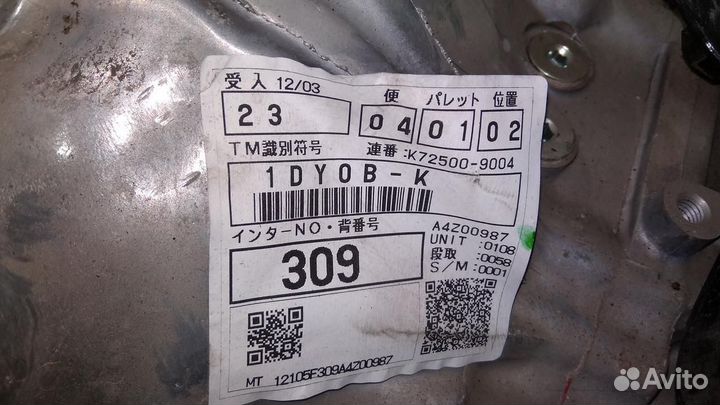 受入 12/03 便 パレット 位置
23 04 01 02
TM識別符号 連番:K72500-9004
1DY0B-K
インターNO・背番号 A4Z00987
309 UNIT:0108
段取:0058
S/M:0001
MT 12105F309A4Z00987
Avito